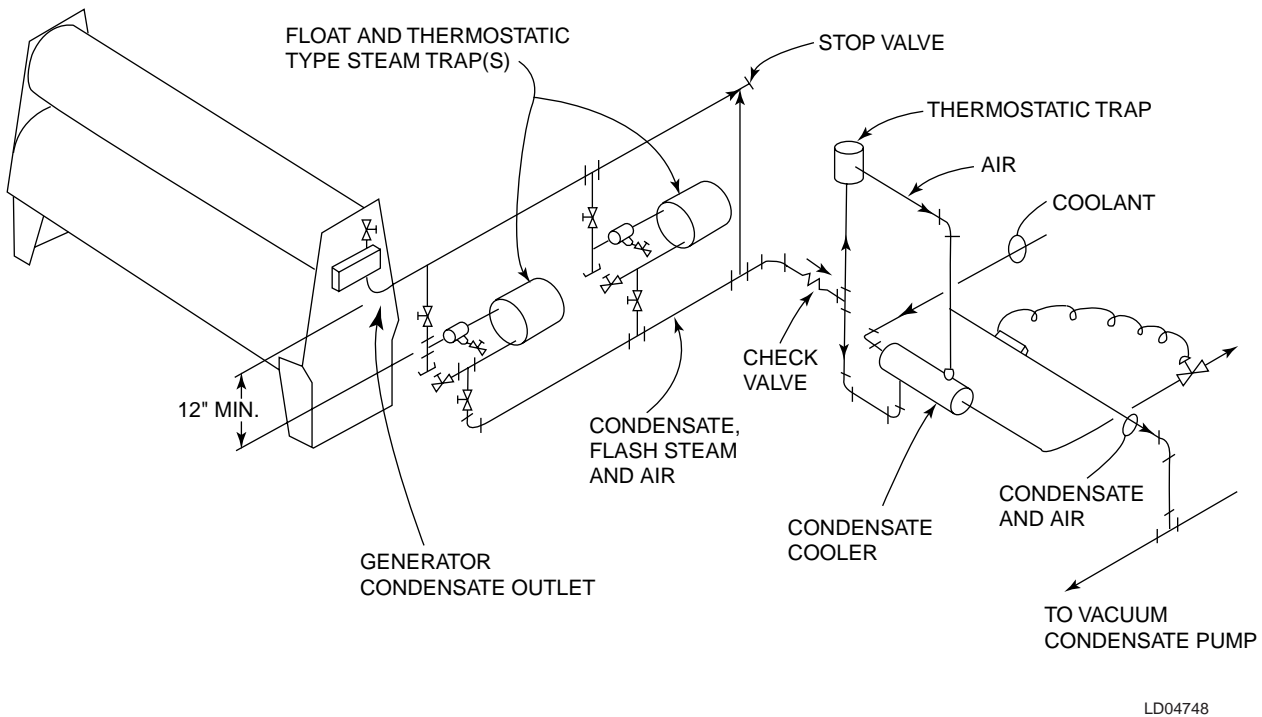 FLOAT AND THERMOSTATIC
TYPE STEAM TRAP(S)
STOP VALVE
THERMOSTATIC TRAP
AIR
COOLANT
12" MIN.
CHECK
VALVE
CONDENSATE,
FLASH STEAM
AND AIR
CONDENSATE
AND AIR
CONDENSATE
COOLER
GENERATOR
CONDENSATE OUTLET
TO VACUUM
CONDENSATE PUMP
LD04748